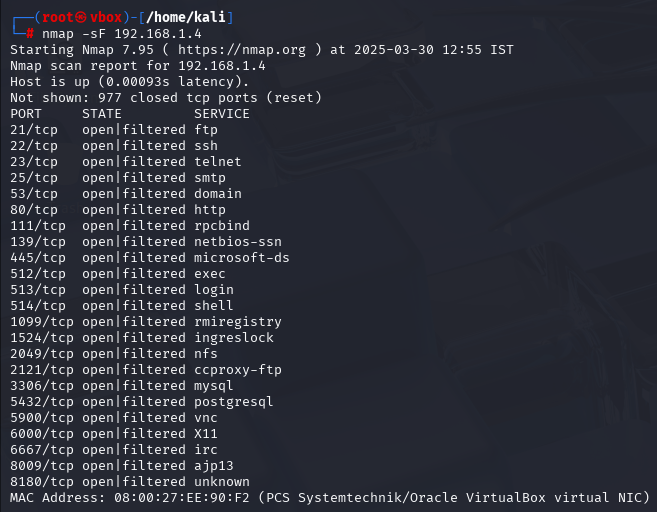 ┌──(root㉿vbox)-[/home/kali]
└─# nmap -sF 192.168.1.4
Starting Nmap 7.95 ( https://nmap.org ) at 2025-03-30 12:55 IST
Nmap scan report for 192.168.1.4
Host is up (0.00093s latency).
Not shown: 977 closed tcp ports (reset)
PORT     STATE         SERVICE
21/tcp   open|filtered ftp
22/tcp   open|filtered ssh
23/tcp   open|filtered telnet
25/tcp   open|filtered smtp
53/tcp   open|filtered domain
80/tcp   open|filtered http
111/tcp  open|filtered rpcbind
139/tcp  open|filtered netbios-ssn
445/tcp  open|filtered microsoft-ds
512/tcp  open|filtered exec
513/tcp  open|filtered login
514/tcp  open|filtered shell
1099/tcp open|filtered rmiregistry
1524/tcp open|filtered ingreslock
2049/tcp open|filtered nfs
2121/tcp open|filtered ccproxy-ftp
3306/tcp open|filtered mysql
5432/tcp open|filtered postgresql
5900/tcp open|filtered vnc
6000/tcp open|filtered X11
6667/tcp open|filtered irc
8009/tcp open|filtered ajp13
8180/tcp open|filtered unknown
MAC Address: 08:00:27:EE:90:F2 (PCS Systemtechnik/Oracle VirtualBox virtual NIC)